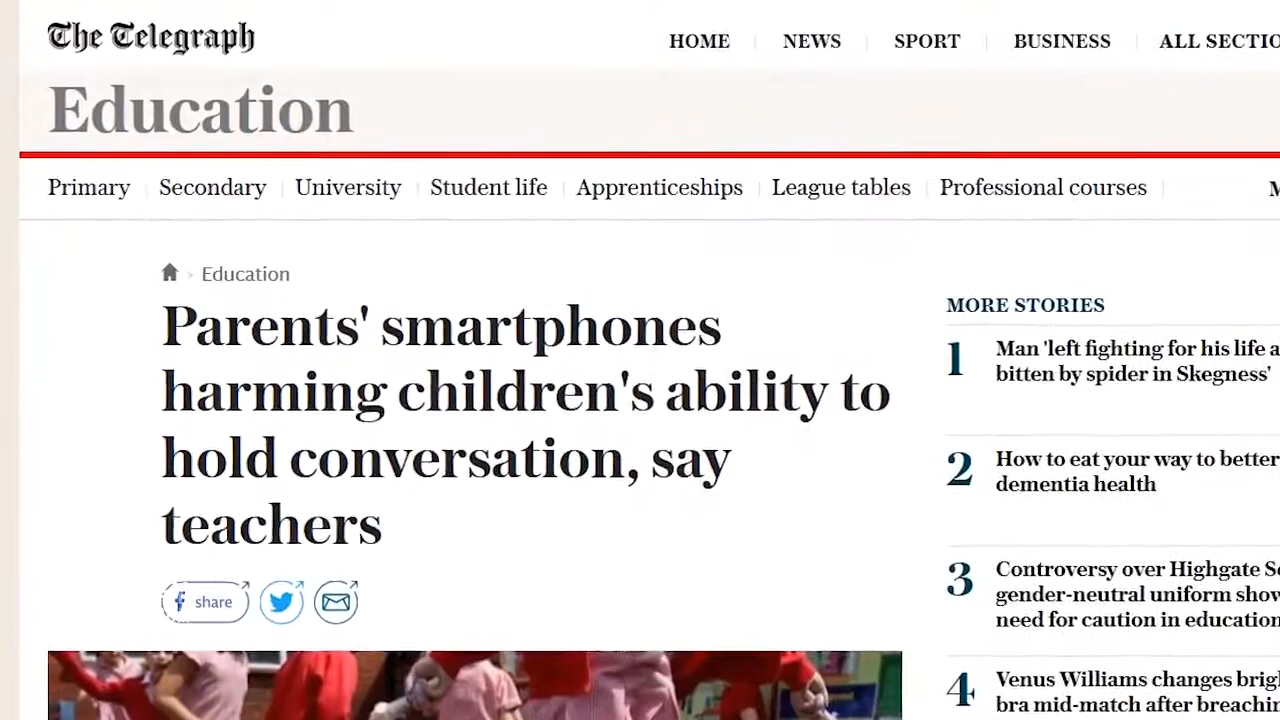 The Telegraph
HOME NEWS SPORT BUSINESS ALL
Education
Primary Secondary University Student life Apprenticeships League tables Professional courses
Education
Parents' smartphones
harming children's ability to
hold conversation, say
teachers
share
MORE STORIES
1 Man 'left fighting for his life
bitten by spider in Skegness'
2 How to eat your way to better
dementia health
3 Controversy over Highgate
gender-neutral uniform
need for caution in education
4 Venus Williams changes
bra mid-match after